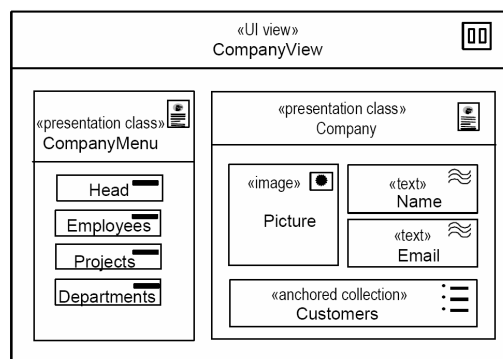 «UI view»
CompanyView
«presentation class»
CompanyMenu
Head
Employees
Projects
Departments
«presentation class»
Company
«image»
Picture
«text»
Name
«text»
Email
«anchored collection»
Customers